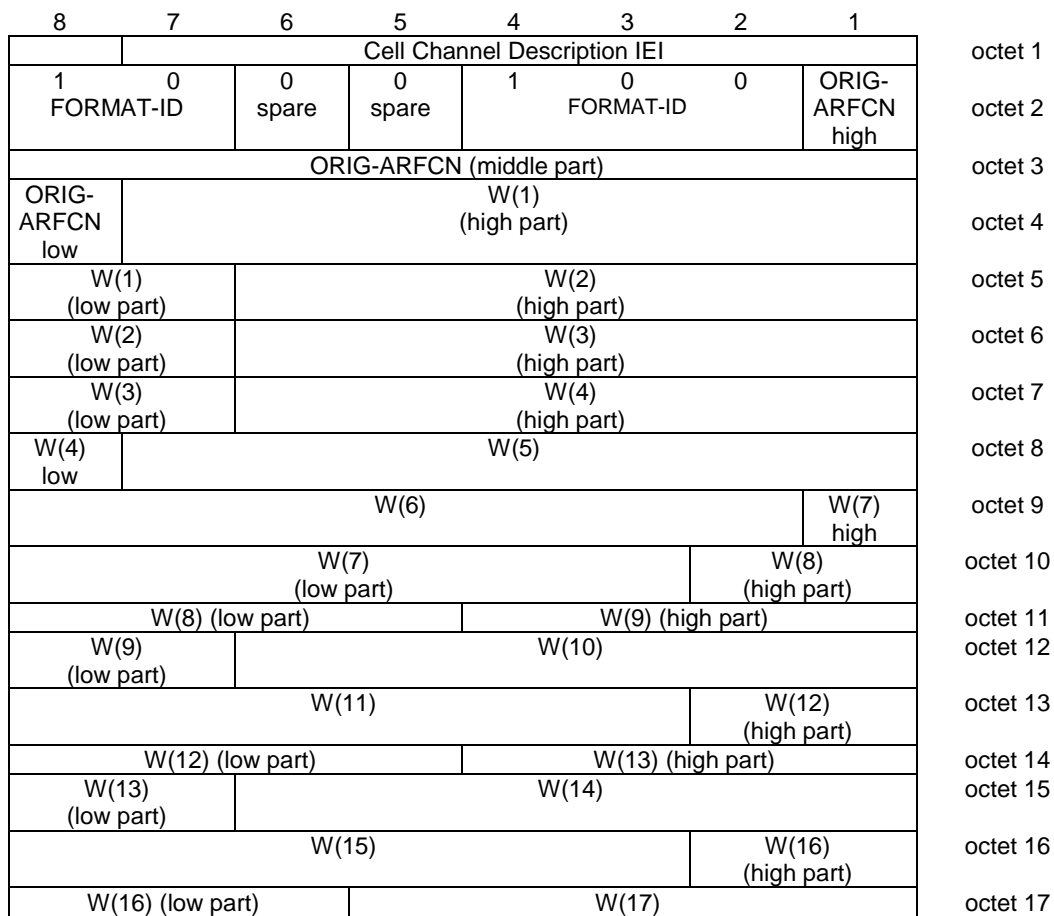 8 7 6 5 4 3 2 1
Cell Channel Description IEI octet 1
1 0 0 0 1 0 0 ORIG-
FORMAT-ID spare spare FORMAT-ID ARFCN octet 2
high
ORIG-ARFCN (middle part) octet 3
ORIG- W(1)
ARFCN (high part) octet 4
low
W(1) W(2) octet 5
(low part) (high part)
W(2) W(3) octet 6
(low part) (high part)
W(3) W(4) octet 7
(low part) (high part)
W(4) W(5) octet 8
low
W(6) W(7) octet 9
high
W(7) W(8) octet 10
(low part) (high part)
W(8) (low part) W(9) (high part) octet 11
W(9) W(10) octet 12
(low part)
W(11) W(12) octet 13
(high part)
W(12) (low part) W(13) (high part) octet 14
W(13) W(14) octet 15
(low part)
W(15) W(16) octet 16
(high part)
W(16) (low part) W(17) octet 17